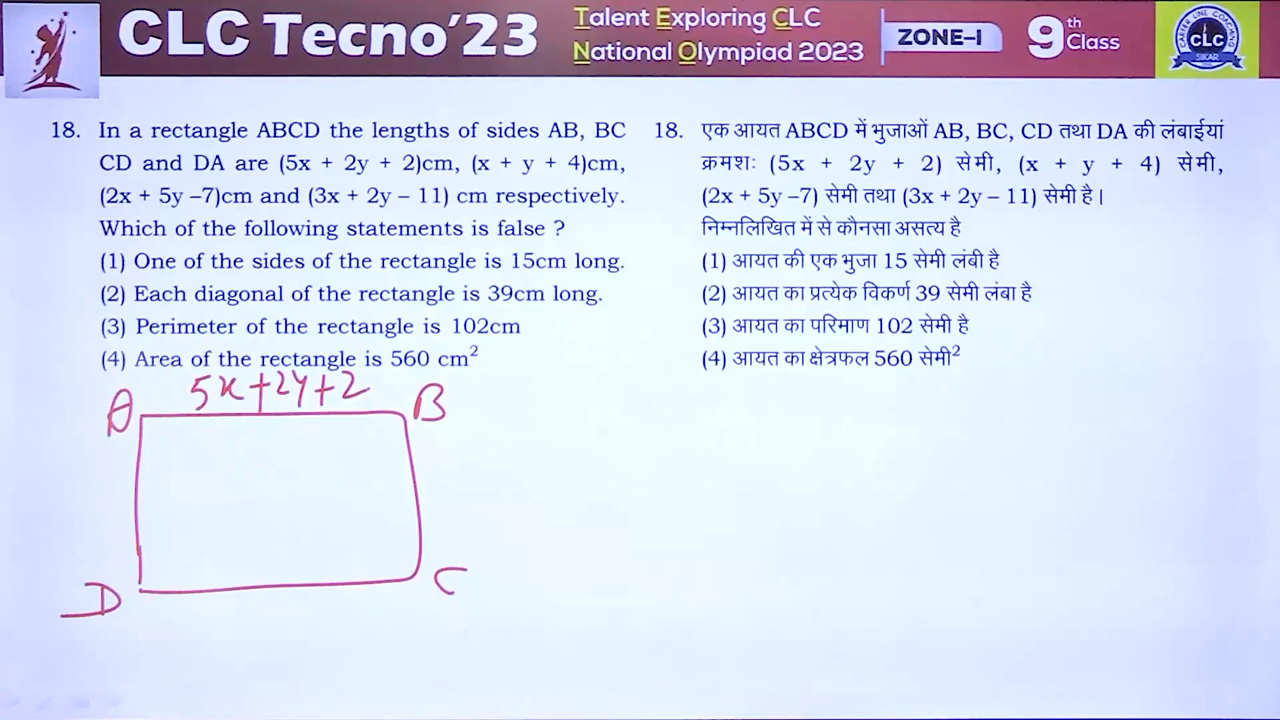 CLC Tecno'23
Talent Exploring CLC
National Olympiad 2023
ZONE-I
9th Class
CAREER LINE COACHING
CLC
SIKAR
18. In a rectangle ABCD the lengths of sides AB, BC
CD and DA are (5x + 2y + 2)cm, (x + y + 4)cm,
(2x + 5y –7)cm and (3x + 2y – 11) cm respectively.
Which of the following statements is false ?
(1) One of the sides of the rectangle is 15cm long.
(2) Each diagonal of the rectangle is 39cm long.
(3) Perimeter of the rectangle is 102cm
(4) Area of the rectangle is 560 cm²
18. एक आयत ABCD में भुजाओं AB, BC, CD तथा DA की लंबाईयां
क्रमशः (5x + 2y + 2) सेमी, (x + y + 4) सेमी,
(2x + 5y –7) सेमी तथा (3x + 2y – 11) सेमी है।
निम्नलिखित में से कौनसा असत्य है
(1) आयत की एक भुजा 15 सेमी लंबी है
(2) आयत का प्रत्येक विकर्ण 39 सेमी लंबा है
(3) आयत का परिमाण 102 सेमी है
(4) आयत का क्षेत्रफल 560 सेमी²
5x+2y+2
A B
D C